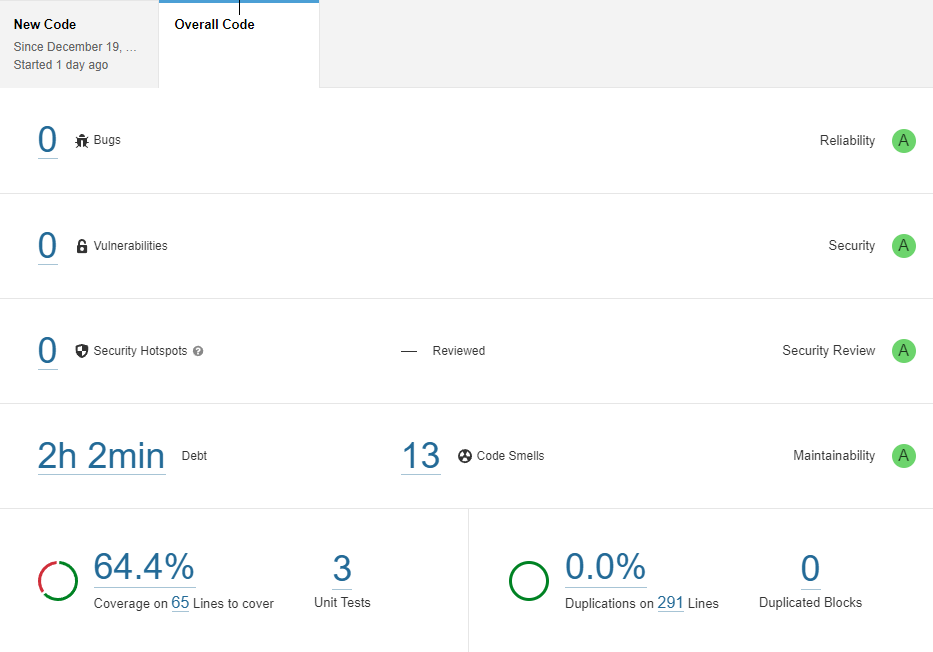 New Code
Overall Code
Since December 19, ...
Started 1 day ago
0 Bugs
Reliability A
0 Vulnerabilities
Security A
0 Security Hotspots ?
— Reviewed
Security Review A
2h 2min Debt
13 Code Smells
Maintainability A
64.4%
Coverage on 65 Lines to cover
3
Unit Tests
0.0%
Duplications on 291 Lines
0
Duplicated Blocks